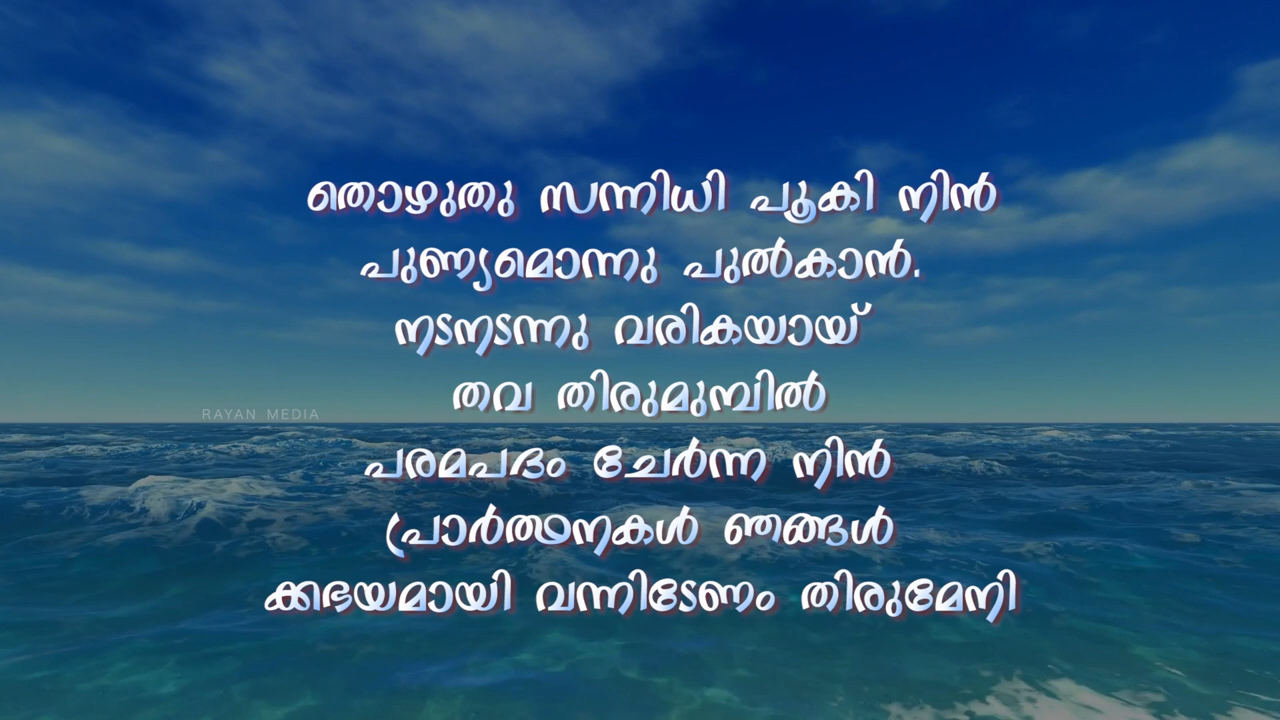 തൊഴുതു സന്നിധി പൂകി നിൻ
പുണ്യമൊന്നു പുൽകാൻ.
നടനടന്നു വരികയായ്
തവ തിരുമുമ്പിൽ
RAYAN MEDIA
പരമപദം ചേർന്ന നിൻ
പ്രാർത്ഥനകൾ ഞങ്ങൾ
ക്കഭയമായി വന്നിടേണം തിരുമേനി